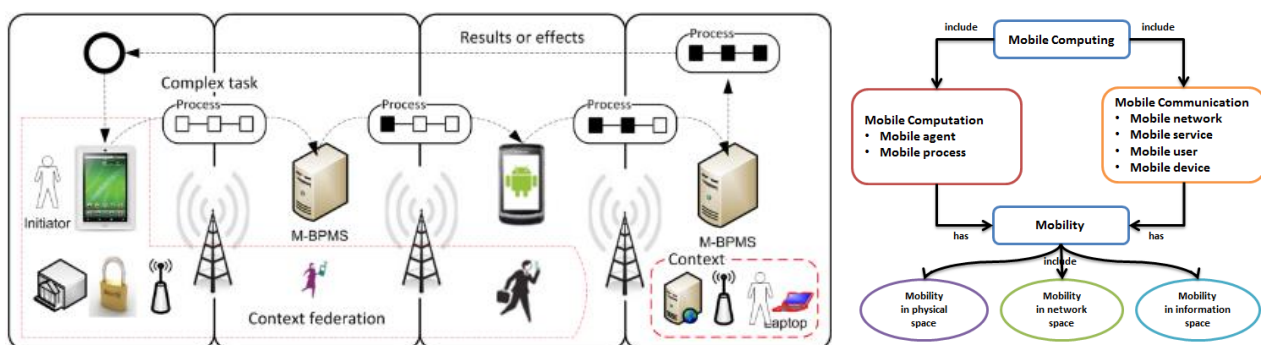 Results or effects
Process
Complex task
Process
Process
Process
Initiator
M-BPMS
M-BPMS
Context
Laptop
Context federation
include
Mobile Computing
include
Mobile Computation
• Mobile agent
• Mobile process
Mobile Communication
• Mobile network
• Mobile service
• Mobile user
• Mobile device
has
Mobility
has
include
Mobility
in physical
space
Mobility
in network
space
Mobility
in information
space